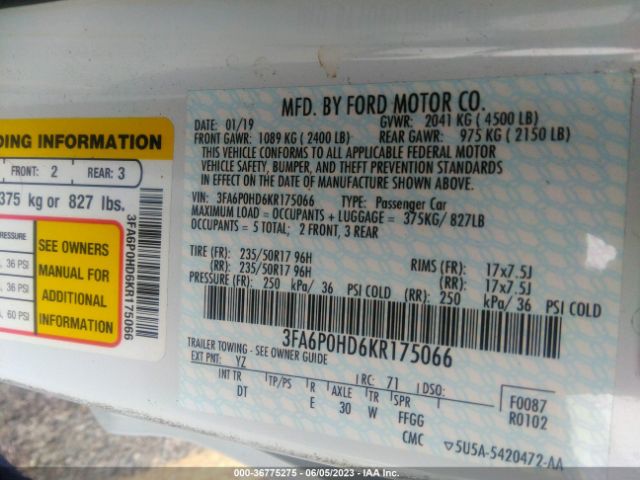 DING INFORMATION
FRONT: 2 REAR: 3
375 kg or 827 lbs.
PRESSURE
36 PSI
36 PSI
60 PSI
SEE OWNERS
MANUAL FOR
ADDITIONAL
INFORMATION
3FA6P0HD6KR175066
MFD. BY FORD MOTOR CO.
DATE: 01/19 GVWR: 2041 KG ( 4500 LB)
FRONT GAWR: 1089 KG ( 2400 LB) REAR GAWR: 975 KG ( 2150 LB)
THIS VEHICLE CONFORMS TO ALL APPLICABLE FEDERAL MOTOR
VEHICLE SAFETY, BUMPER, AND THEFT PREVENTION STANDARDS
IN EFFECT ON THE DATE OF MANUFACTURE SHOWN ABOVE.
VIN: 3FA6P0HD6KR175066 TYPE: Passenger Car
MAXIMUM LOAD = OCCUPANTS + LUGGAGE = 375KG/ 827LB
OCCUPANTS = 5 TOTAL; 2 FRONT, 3 REAR
TIRE (FR): 235/50R17 96H RIMS (FR): 17x7.5J
(RR): 235/50R17 96H (RR): 17x7.5J
PRESSURE (FR): 250 kPa/ 36 PSI COLD (RR): 250 kPa/ 36 PSI COLD
3FA6P0HD6KR175066
TRAILER TOWING - SEE OWNER GUIDE
EXT PNT: YZ RC: 71 DSO:
INT TR TP/PS R AXLE TR SPR
DT E 30 W FFGG
CMC
F0087
R0102
5U5A-5420472-AA
000-36775275 - 06/05/2023 - IAA Inc.